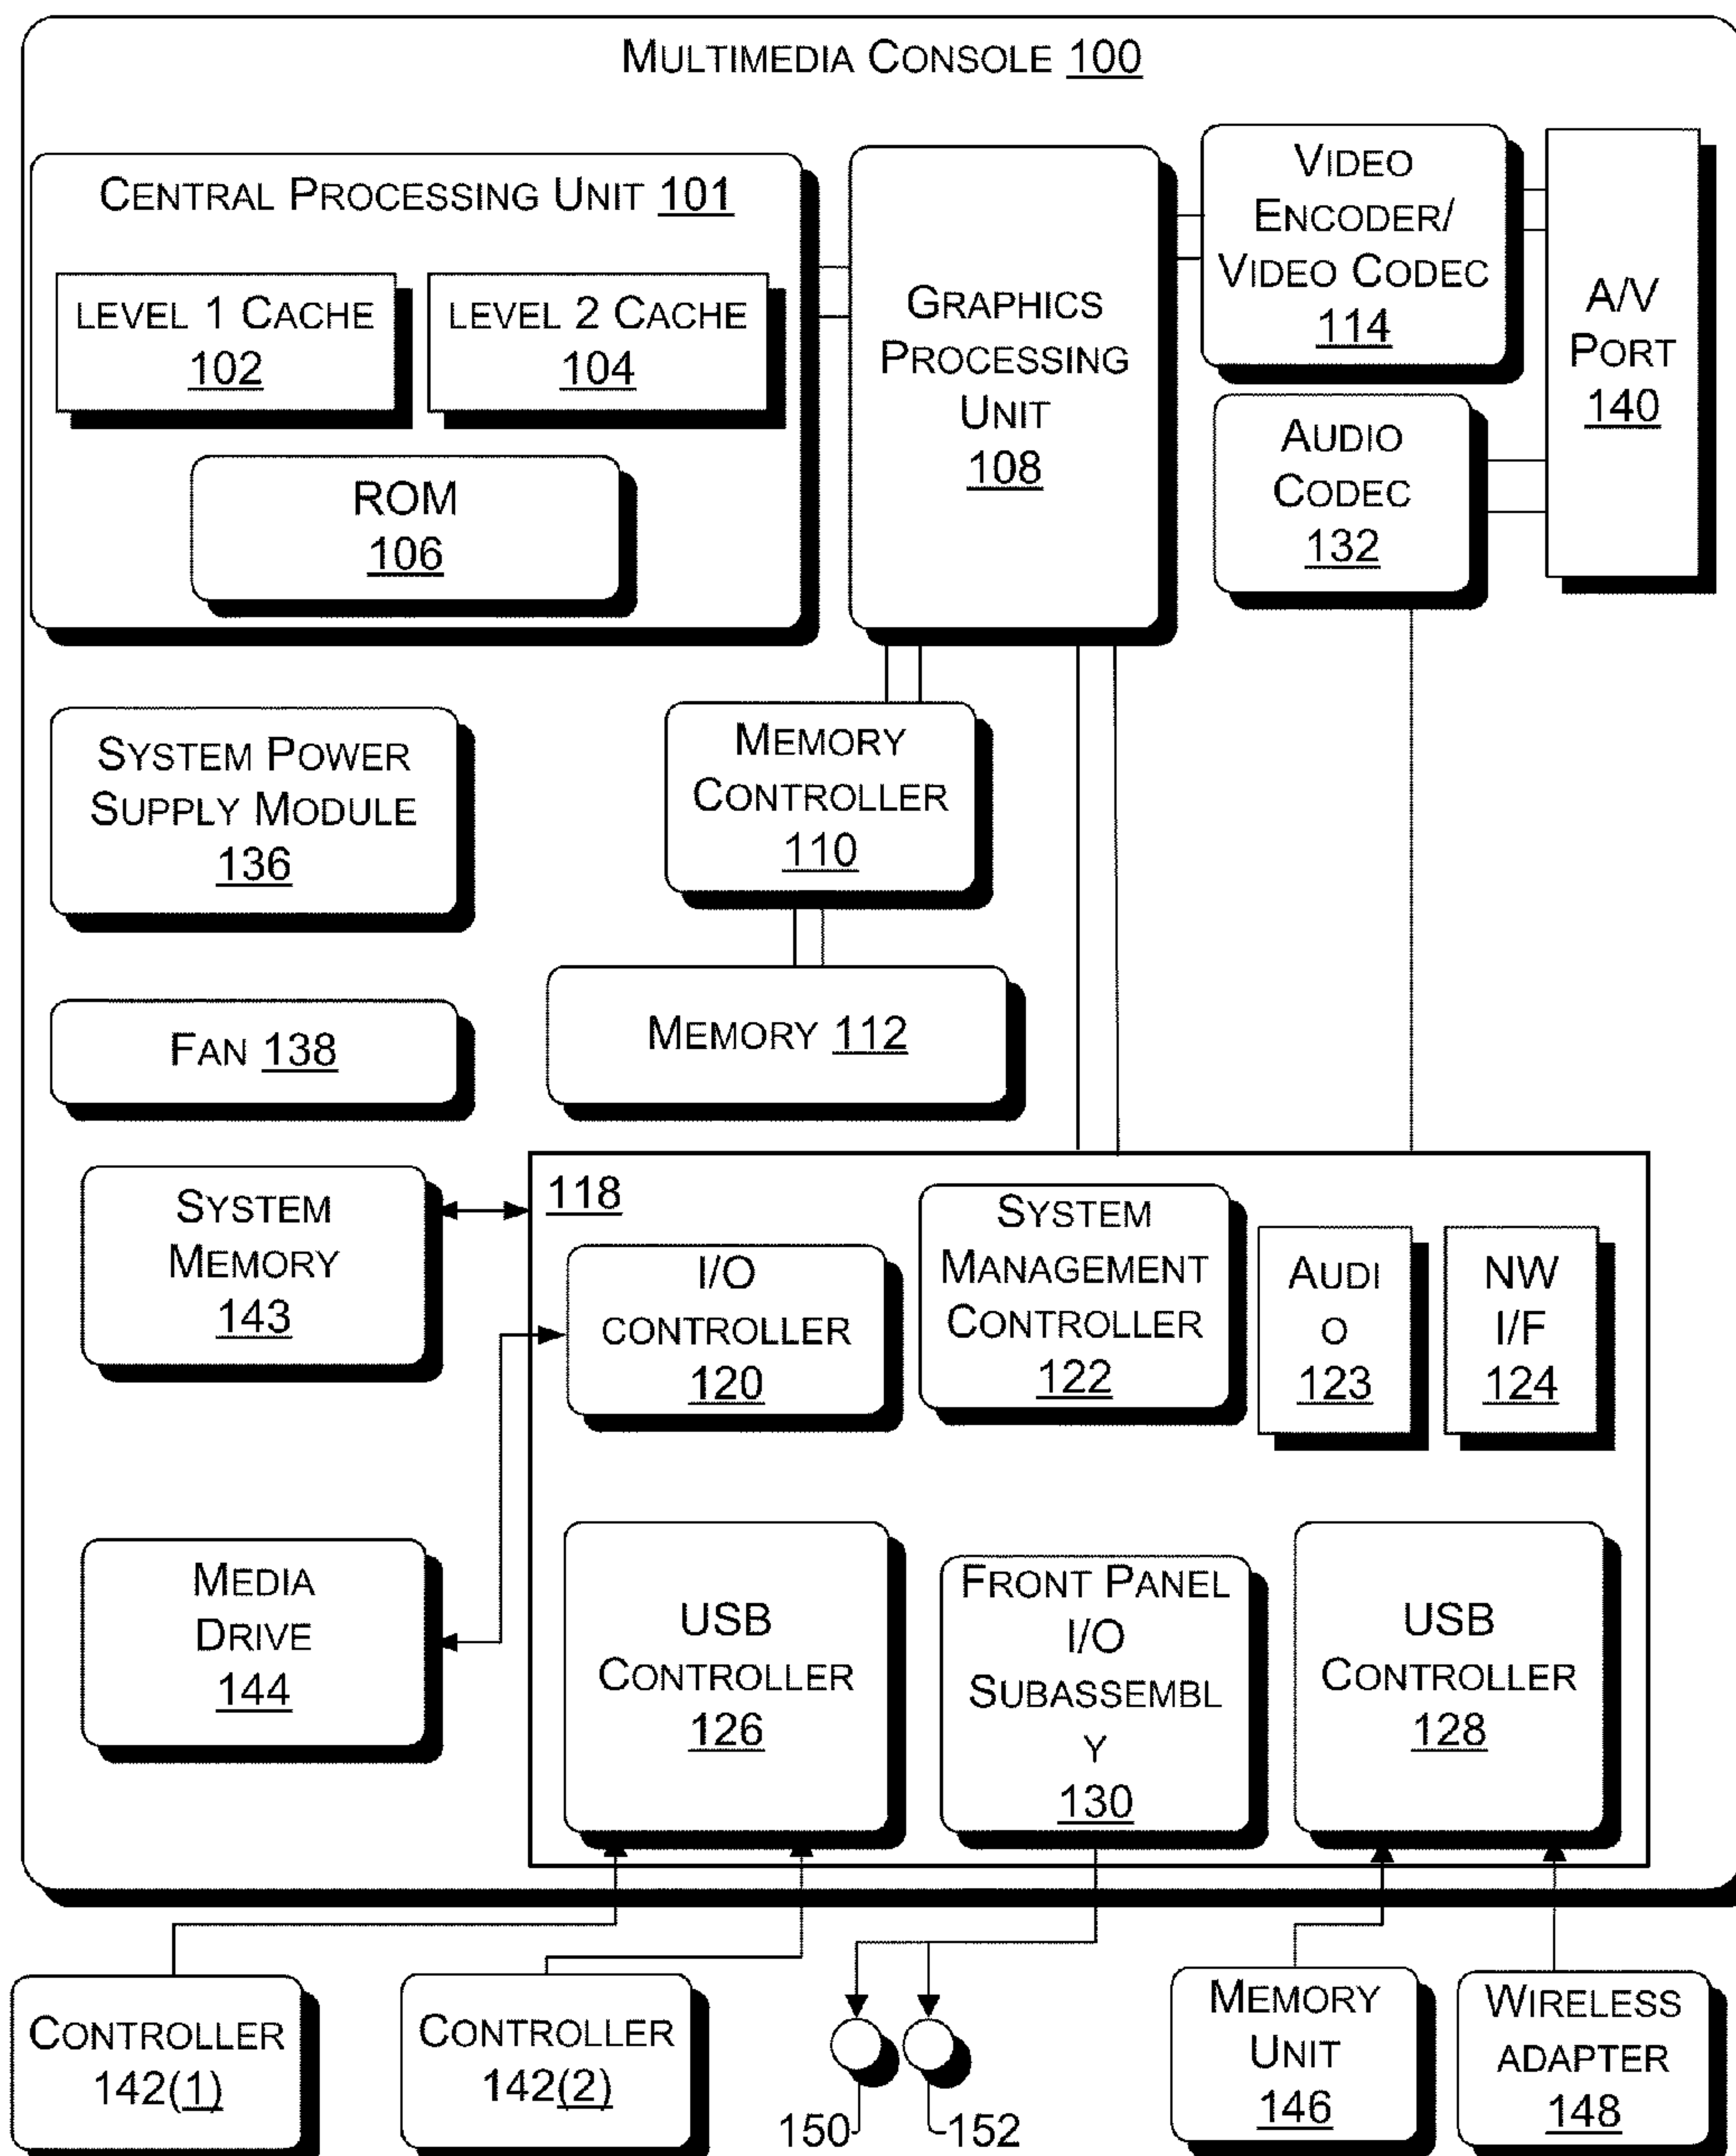 MULTIMEDIA CONSOLE 100
CENTRAL PROCESSING UNIT 101
LEVEL 1 CACHE
102
LEVEL 2 CACHE
104
ROM
106
GRAPHICS
PROCESSING
UNIT
108
VIDEO
ENCODER/
VIDEO CODEC
114
AUDIO
CODEC
132
A/V
PORT
140
SYSTEM POWER
SUPPLY MODULE
136
MEMORY
CONTROLLER
110
FAN 138
MEMORY 112
SYSTEM
MEMORY
143
118
I/O
CONTROLLER
120
SYSTEM
MANAGEMENT
CONTROLLER
122
AUDI
O
123
NW
I/F
124
MEDIA
DRIVE
144
USB
CONTROLLER
126
FRONT PANEL
I/O
SUBASSEMBL
Y
130
USB
CONTROLLER
128
CONTROLLER
142(1)
CONTROLLER
142(2)
150
152
MEMORY
UNIT
146
WIRELESS
ADAPTER
148